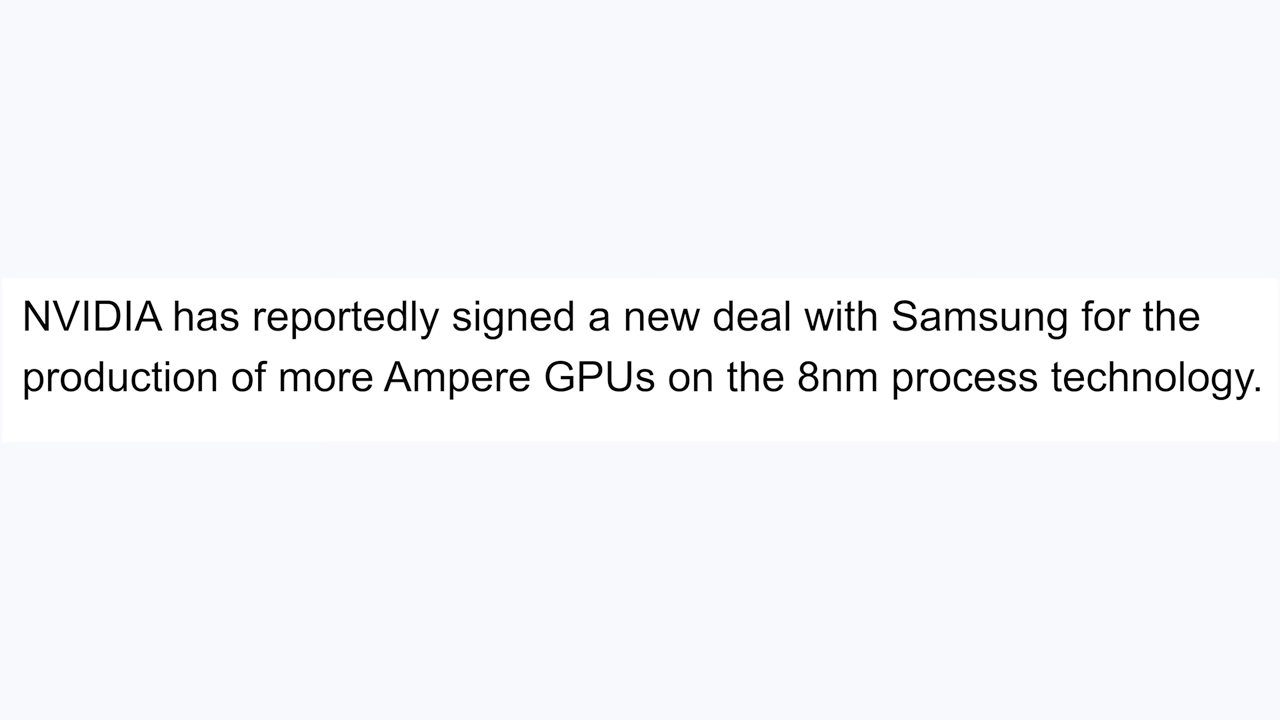 NVIDIA has reportedly signed a new deal with Samsung for the
production of more Ampere GPUs on the 8nm process technology.